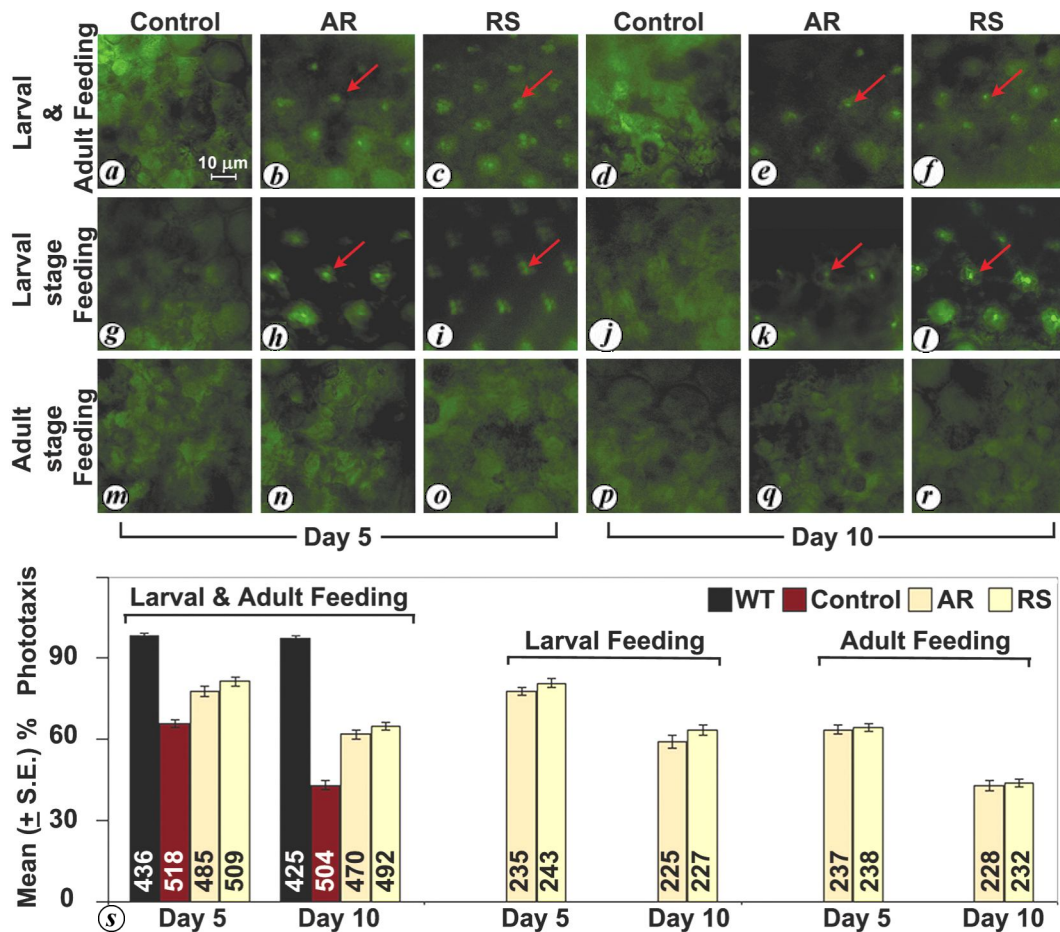 Control AR RS Control AR RS
Larval
&
Adult Feeding
10 µm
a b c d e f
Larval
stage
Feeding
g h i j k l
Adult
stage
Feeding
m n o p q r
Day 5 Day 10
Mean (± S.E.) % Phototaxis
90
60
30
0
Larval & Adult Feeding
WT Control AR RS
Larval Feeding
Adult Feeding
436 518 485 509 425 504 470 492 235 243 225 227 237 238 228 232
s Day 5 Day 10 Day 5 Day 10 Day 5 Day 10